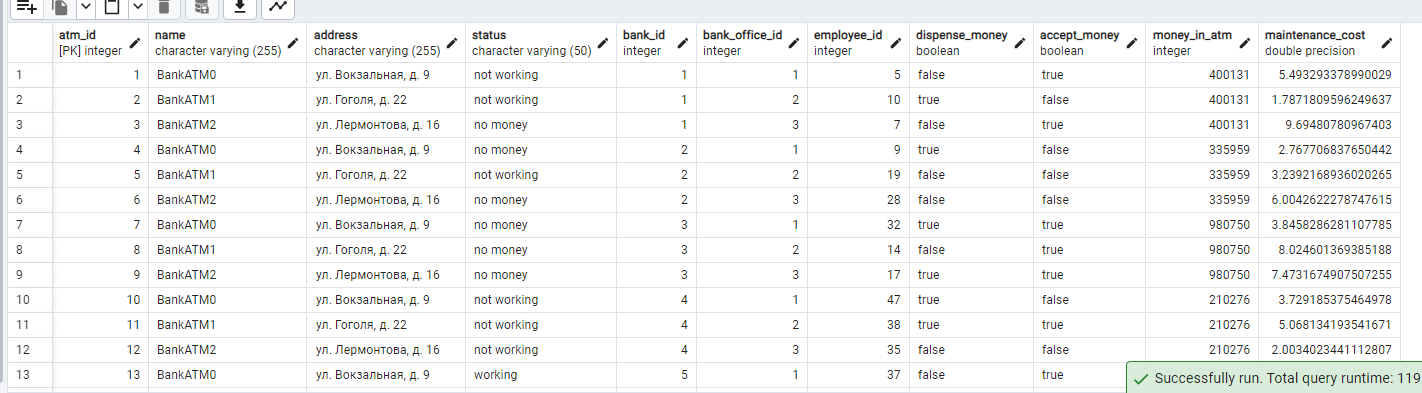 atm_id name address status bank_id bank_office_id employee_id dispense_money accept_money money_in_atm maintenance_cost
[PK] integer character varying (255) character varying (255) character varying (50) integer integer integer boolean boolean integer double precision
1 1 BankATM0 ул. Вокзальная, д. 9 not working 1 1 5 false true 400131 5.493293378990029
2 2 BankATM1 ул. Гоголя, д. 22 not working 1 2 10 true false 400131 1.7871809596249637
3 3 BankATM2 ул. Лермонтова, д. 16 no money 1 3 7 false true 400131 9.69480780967403
4 4 BankATM0 ул. Вокзальная, д. 9 no money 2 1 9 true false 335959 2.767706837650442
5 5 BankATM1 ул. Гоголя, д. 22 not working 2 2 19 false false 335959 3.2392168936020265
6 6 BankATM2 ул. Лермонтова, д. 16 no money 2 3 28 false false 335959 6.0042622278747615
7 7 BankATM0 ул. Вокзальная, д. 9 no money 3 1 32 true true 980750 3.8458286281107785
8 8 BankATM1 ул. Гоголя, д. 22 no money 3 2 14 false true 980750 8.024601369385188
9 9 BankATM2 ул. Лермонтова, д. 16 no money 3 3 17 true true 980750 7.4731674907507255
10 10 BankATM0 ул. Вокзальная, д. 9 not working 4 1 47 true false 210276 3.729185375464978
11 11 BankATM1 ул. Гоголя, д. 22 not working 4 2 38 true true 210276 5.068134193541671
12 12 BankATM2 ул. Лермонтова, д. 16 not working 4 3 35 false false 210276 2.0034023441112807
13 13 BankATM0 ул. Вокзальная, д. 9 working 5 1 37 false true
Successfully run. Total query runtime: 119